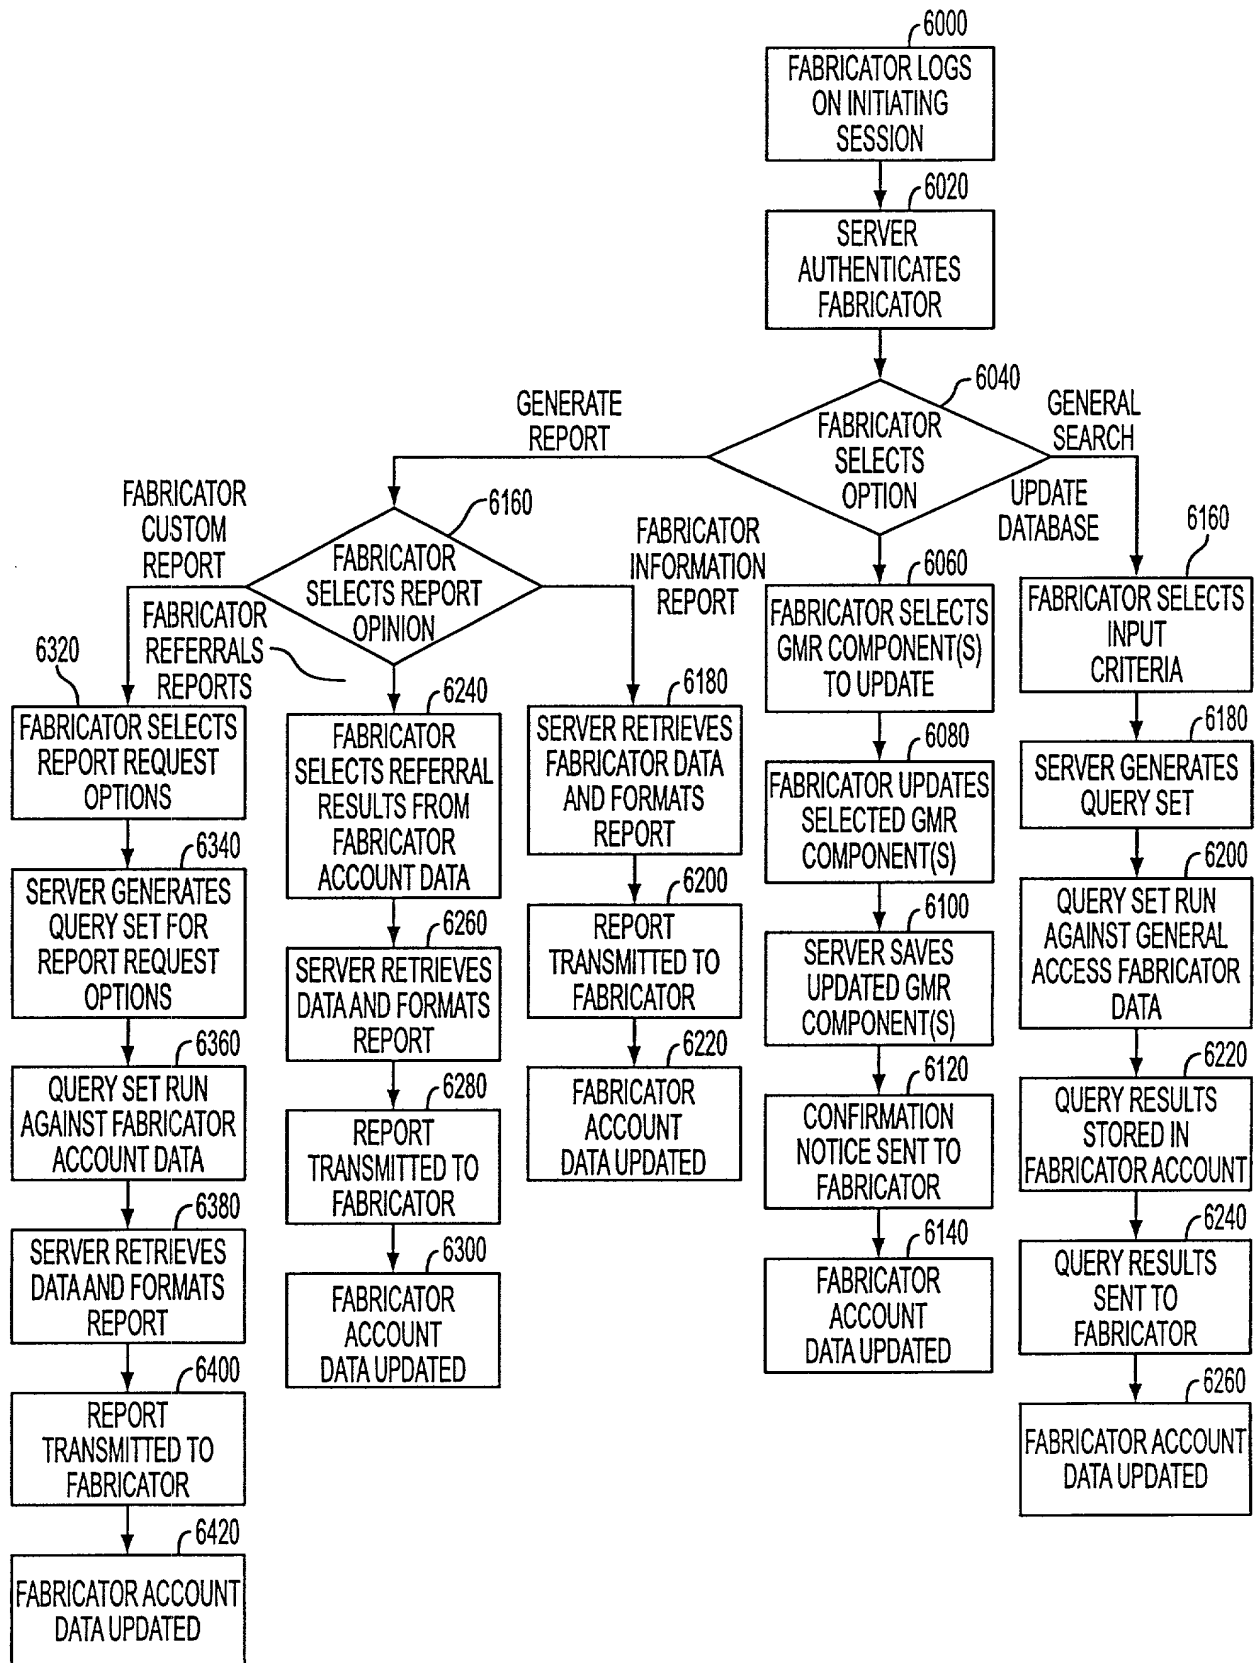 6000
FABRICATOR LOGS
ON INITIATING
SESSION
6020
SERVER
AUTHENTICATES
FABRICATOR
6040
FABRICATOR
SELECTS
OPTION
GENERATE
REPORT
GENERAL
SEARCH
UPDATE
DATABASE
6160
FABRICATOR
SELECTS REPORT
OPINION
FABRICATOR
CUSTOM
REPORT
FABRICATOR
REFERRALS
REPORTS
FABRICATOR
INFORMATION
REPORT
6320
FABRICATOR SELECTS
REPORT REQUEST
OPTIONS
6340
SERVER GENERATES
QUERY SET FOR
REPORT REQUEST
OPTIONS
6360
QUERY SET RUN
AGAINST FABRICATOR
ACCOUNT DATA
6380
SERVER RETRIEVES
DATA AND FORMATS
REPORT
6400
REPORT
TRANSMITTED TO
FABRICATOR
6420
FABRICATOR ACCOUNT
DATA UPDATED
6240
FABRICATOR
SELECTS REFERRAL
RESULTS FROM
FABRICATOR
ACCOUNT DATA
6260
SERVER RETRIEVES
DATA AND FORMATS
REPORT
6280
REPORT
TRANSMITTED TO
FABRICATOR
6300
FABRICATOR
ACCOUNT
DATA UPDATED
6180
SERVER RETRIEVES
FABRICATOR DATA
AND FORMATS
REPORT
6200
REPORT
TRANSMITTED TO
FABRICATOR
6220
FABRICATOR
ACCOUNT
DATA UPDATED
6060
FABRICATOR SELECTS
GMR COMPONENT(S)
TO UPDATE
6080
FABRICATOR UPDATES
SELECTED GMR
COMPONENT(S)
6100
SERVER SAVES
UPDATED GMR
COMPONENT(S)
6120
CONFIRMATION
NOTICE SENT TO
FABRICATOR
6140
FABRICATOR
ACCOUNT
DATA UPDATED
6160
FABRICATOR SELECTS
INPUT
CRITERIA
6180
SERVER GENERATES
QUERY SET
6200
QUERY SET RUN
AGAINST GENERAL
ACCESS FABRICATOR
DATA
6220
QUERY RESULTS
STORED IN
FABRICATOR ACCOUNT
6240
QUERY RESULTS
SENT TO
FABRICATOR
6260
FABRICATOR ACCOUNT
DATA UPDATED